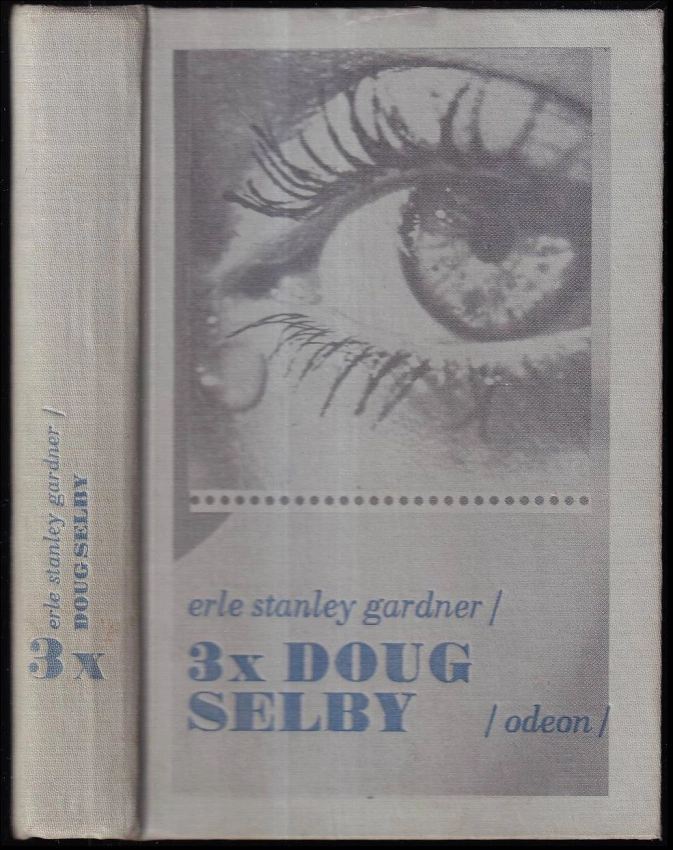 erle stanley gardner /
DOUG SELBY
3x
erle stanley gardner /
3x DOUG
SELBY
/ odeon /